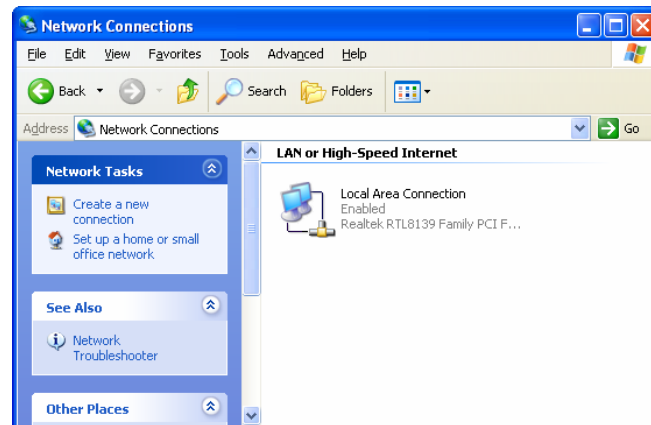 Network Connections
File Edit View Favorites Tools Advanced Help
Back Search Folders
Address Network Connections Go
Network Tasks
Create a new
connection
Set up a home or small
office network
See Also
Network
Troubleshooter
Other Places
LAN or High-Speed Internet
Local Area Connection
Enabled
Realtek RTL8139 Family PCI F...